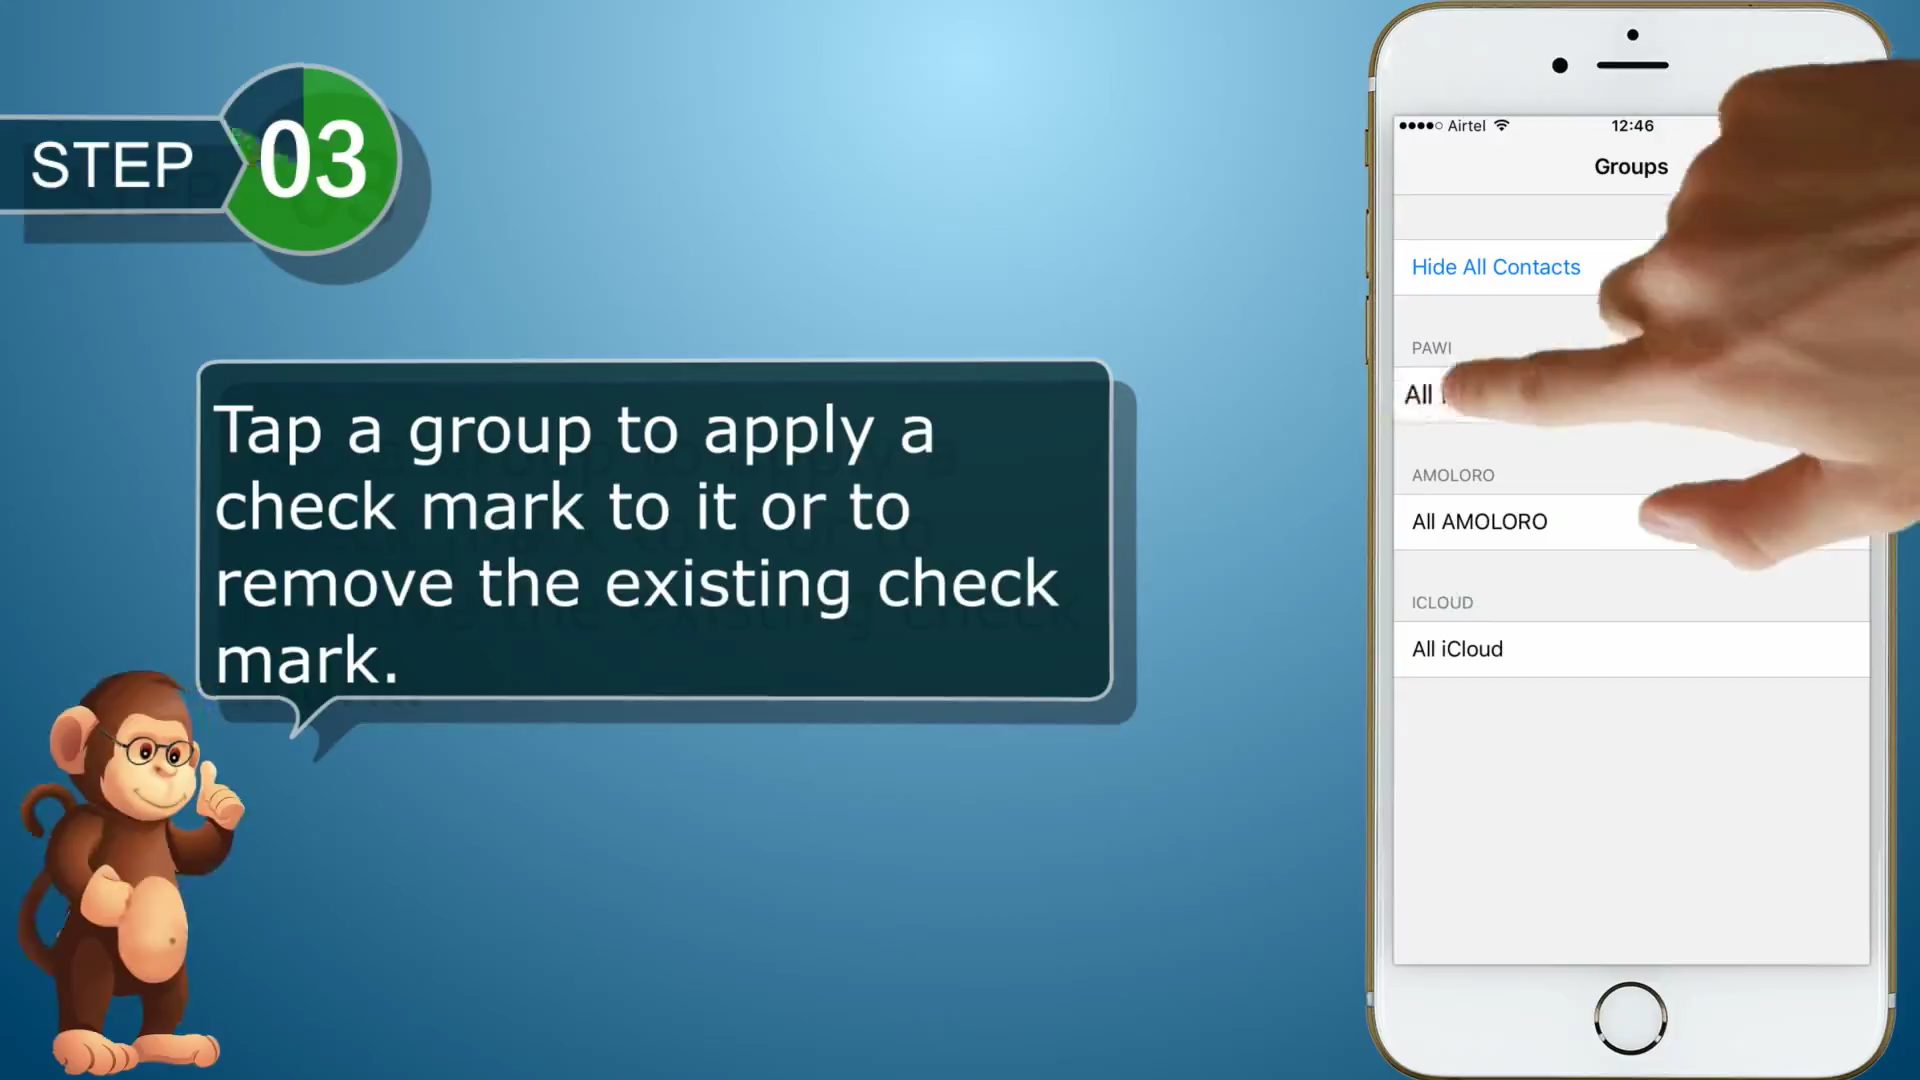 STEP 03
Tap a group to apply a
check mark to it or to
remove the existing check
mark.
Airtel 12:46
Groups
Hide All Contacts
PAWI
All
AMOLORO
All AMOLORO
ICLOUD
All iCloud